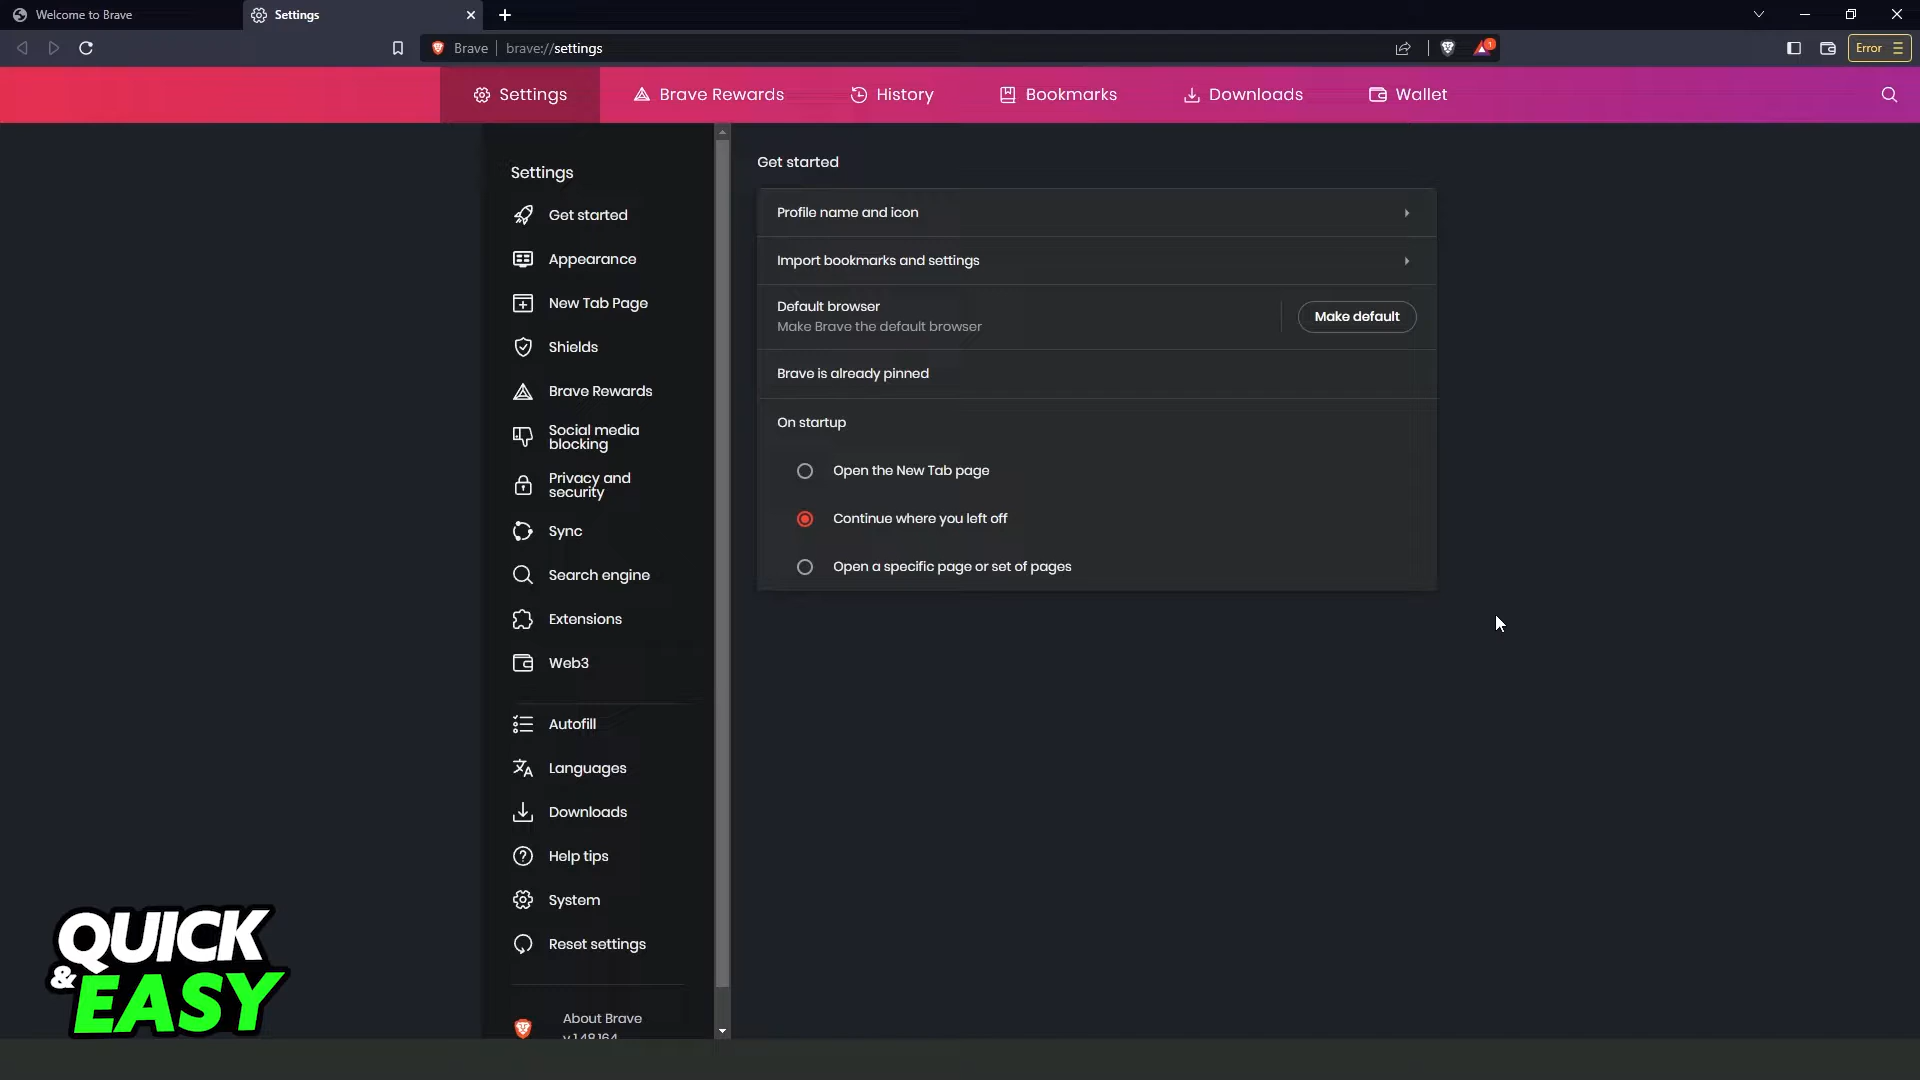 Welcome to Brave
Settings
Brave
brave://settings
1
Error
Settings
Brave Rewards
History
Bookmarks
Downloads
Wallet
Settings
Get started
Appearance
New Tab Page
Shields
Brave Rewards
Social media
blocking
Privacy and
security
Sync
Search engine
Extensions
Web3
Autofill
Languages
Downloads
Help tips
System
Reset settings
About Brave
v 1.48.164
Get started
Profile name and icon
Import bookmarks and settings
Default browser
Make Brave the default browser
Make default
Brave is already pinned
On startup
Open the New Tab page
Continue where you left off
Open a specific page or set of pages
QUICK
& EASY